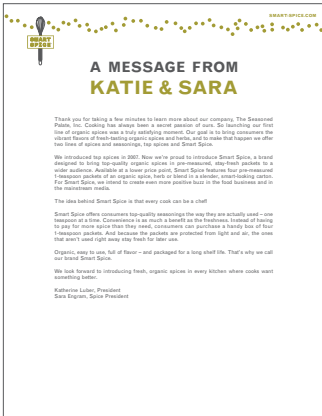 SMART-SPICE.COM
SMART
SPICE
A MESSAGE FROM
KATIE & SARA
Thank you for taking a few minutes to learn more about our company, The Seasoned
Palate, Inc. Cooking has always been a secret passion of ours. So launching our first
line of organic spices was a truly satisfying moment. Our goal is to bring consumers the
vibrant flavors of fresh-tasting organic spices and herbs, and to make that happen we offer
two lines of spices and seasonings, tsp spices and Smart Spice.
We introduced tsp spices in 2007. Now we're proud to introduce Smart Spice, a brand
designed to bring top-quality organic spices in pre-measured, stay-fresh packets to a
wider audience. Available at a lower price point, Smart Spice features four pre-measured
1-teaspoon packets of an organic spice, herb or blend in a slender, smart-looking carton.
For Smart Spice, we intend to create even more positive buzz in the food business and in
the mainstream media.
The idea behind Smart Spice is that every cook can be a chef!
Smart Spice offers consumers top-quality seasonings the way they are actually used – one
teaspoon at a time. Convenience is as much a benefit as the freshness. Instead of having
to pay for more spice than they need, consumers can purchase a handy box of four
1-teaspoon packets. And because the packets are protected from light and air, the ones
that aren't used right away stay fresh for later use.
Organic, easy to use, full of flavor – and packaged for a long shelf life. That's why we call
our brand Smart Spice.
We look forward to introducing fresh, organic spices in every kitchen where cooks want
something better.
Katherine Luber, President
Sara Engram, Spice President